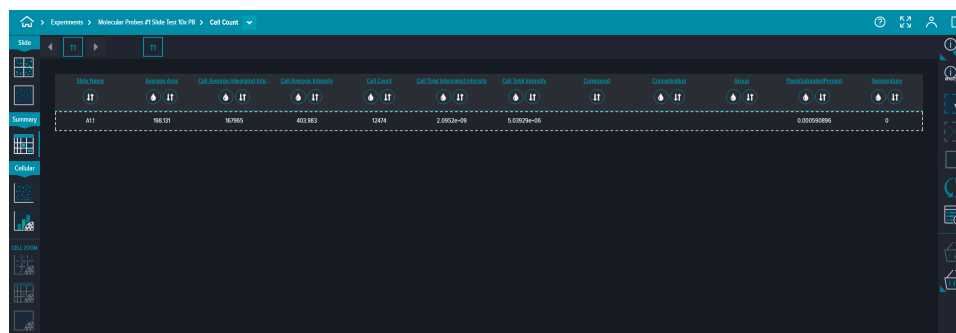 Experiments > Molecular Probes #1 Slide Test 10x PB > Cell Count
Slide
T1
T1
Slide Name Average Area Cell Average Integrated Inte... Cell Average Intensity Cell Count Cell Total Integrated Intensity Cell Total Intensity Compound Concentration Group PixelsSaturatedPercent Temperature
A1.1 198.131 167965 403.983 12474 2.0952e+09 5.03929e+06 0.000590896 0
Summary
Cellular
CELL ZOOM